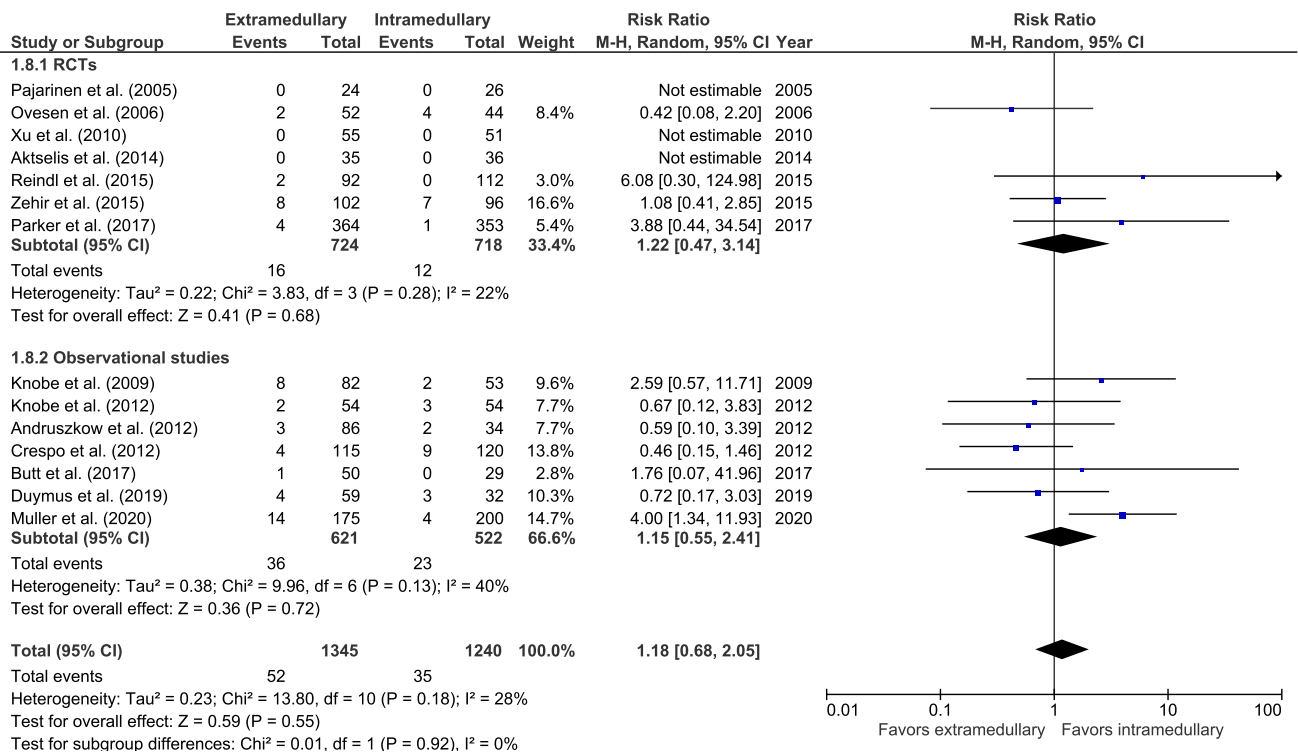 Extramedullary Intramedullary Risk Ratio Risk Ratio
Study or Subgroup Events Total Events Total Weight M-H, Random, 95% CI Year M-H, Random, 95% CI
1.8.1 RCTs
Pajarinen et al. (2005) 0 24 0 26 Not estimable 2005
Ovesen et al. (2006) 2 52 4 44 8.4% 0.42 [0.08, 2.20] 2006
Xu et al. (2010) 0 55 0 51 Not estimable 2010
Aktselis et al. (2014) 0 35 0 36 Not estimable 2014
Reindl et al. (2015) 2 92 0 112 3.0% 6.08 [0.30, 124.98] 2015
Zehir et al. (2015) 8 102 7 96 16.6% 1.08 [0.41, 2.85] 2015
Parker et al. (2017) 4 364 1 353 5.4% 3.88 [0.44, 34.54] 2017
Subtotal (95% CI) 724 718 33.4% 1.22 [0.47, 3.14]
Total events 16 12
Heterogeneity: Tau² = 0.22; Chi² = 3.83, df = 3 (P = 0.28); I² = 22%
Test for overall effect: Z = 0.41 (P = 0.68)
1.8.2 Observational studies
Knobe et al. (2009) 8 82 2 53 9.6% 2.59 [0.57, 11.71] 2009
Knobe et al. (2012) 2 54 3 54 7.7% 0.67 [0.12, 3.83] 2012
Andruszkow et al. (2012) 3 86 2 34 7.7% 0.59 [0.10, 3.39] 2012
Crespo et al. (2012) 4 115 9 120 13.8% 0.46 [0.15, 1.46] 2012
Butt et al. (2017) 1 50 0 29 2.8% 1.76 [0.07, 41.96] 2017
Duymus et al. (2019) 4 59 3 32 10.3% 0.72 [0.17, 3.03] 2019
Muller et al. (2020) 14 175 4 200 14.7% 4.00 [1.34, 11.93] 2020
Subtotal (95% CI) 621 522 66.6% 1.15 [0.55, 2.41]
Total events 36 23
Heterogeneity: Tau² = 0.38; Chi² = 9.96, df = 6 (P = 0.13); I² = 40%
Test for overall effect: Z = 0.36 (P = 0.72)
Total (95% CI) 1345 1240 100.0% 1.18 [0.68, 2.05]
Total events 52 35
Heterogeneity: Tau² = 0.23; Chi² = 13.80, df = 10 (P = 0.18); I² = 28%
Test for overall effect: Z = 0.59 (P = 0.55)
Test for subgroup differences: Chi² = 0.01, df = 1 (P = 0.92), I² = 0%
0.01 0.1 1 10 100
Favors extramedullary Favors intramedullary